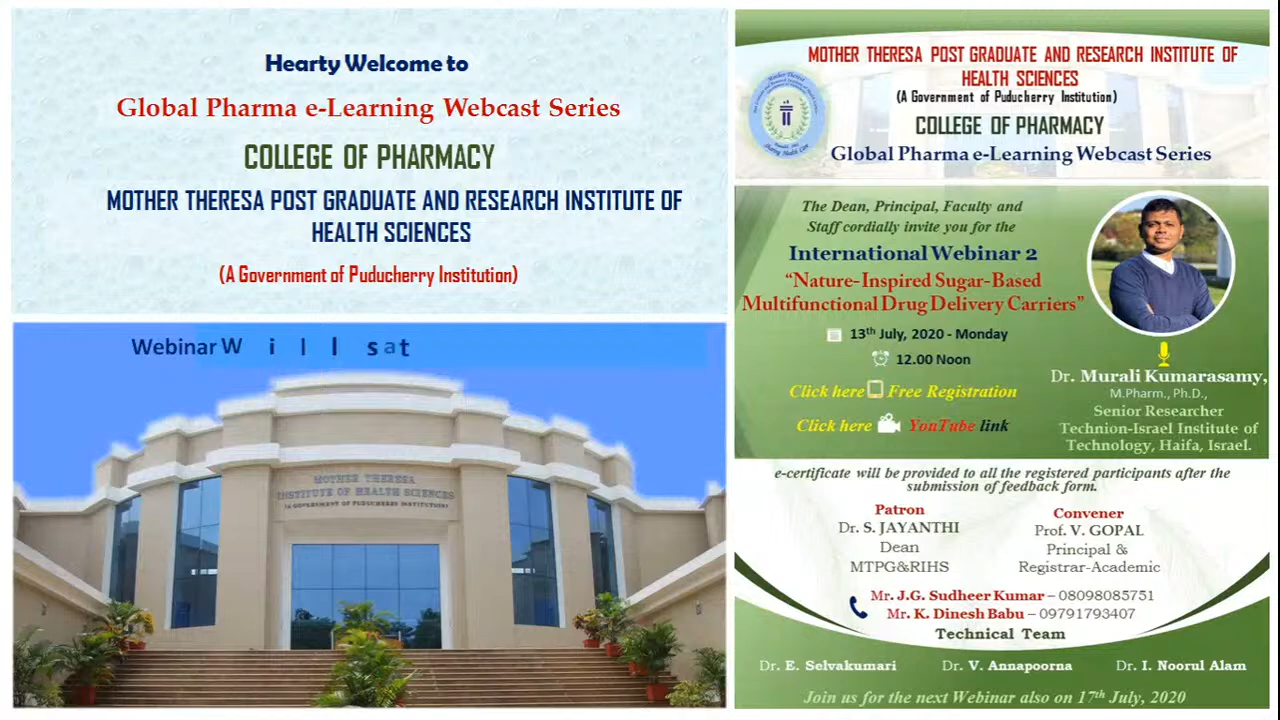 Hearty Welcome to
Global Pharma e-Learning Webcast Series
COLLEGE OF PHARMACY
MOTHER THERESA POST GRADUATE AND RESEARCH INSTITUTE OF
HEALTH SCIENCES
(A Government of Puducherry Institution)
Webinar W i l l s a t
MOTHER THERESA
INSTITUTE OF HEALTH SCIENCES
(A GOVERNMENT OF PUDUCHERRY INSTITUTION)
MOTHER THERESA POST GRADUATE AND RESEARCH INSTITUTE OF
HEALTH SCIENCES
(A Government of Puducherry Institution)
COLLEGE OF PHARMACY
Global Pharma e-Learning Webcast Series
The Dean, Principal, Faculty and
Staff cordially invite you for the
International Webinar 2
“Nature-Inspired Sugar-Based
Multifunctional Drug Delivery Carriers”
13th July, 2020 - Monday
12.00 Noon
Click here Free Registration
Click here YouTube link
Dr. Murali Kumarasamy,
M.Pharm., Ph.D.,
Senior Researcher
Technion-Israel Institute of
Technology, Haifa, Israel.
e-certificate will be provided to all the registered participants after the
submission of feedback form.
Patron
Dr. S. JAYANTHI
Dean
MTPG&RIHS
Convener
Prof. V. GOPAL
Principal &
Registrar-Academic
Mr. J.G. Sudheer Kumar – 08098085751
Mr. K. Dinesh Babu – 09791793407
Technical Team
Dr. E. Selvakumari Dr. V. Annapoorna Dr. I. Noorul Alam
Join us for the next Webinar also on 17th July, 2020